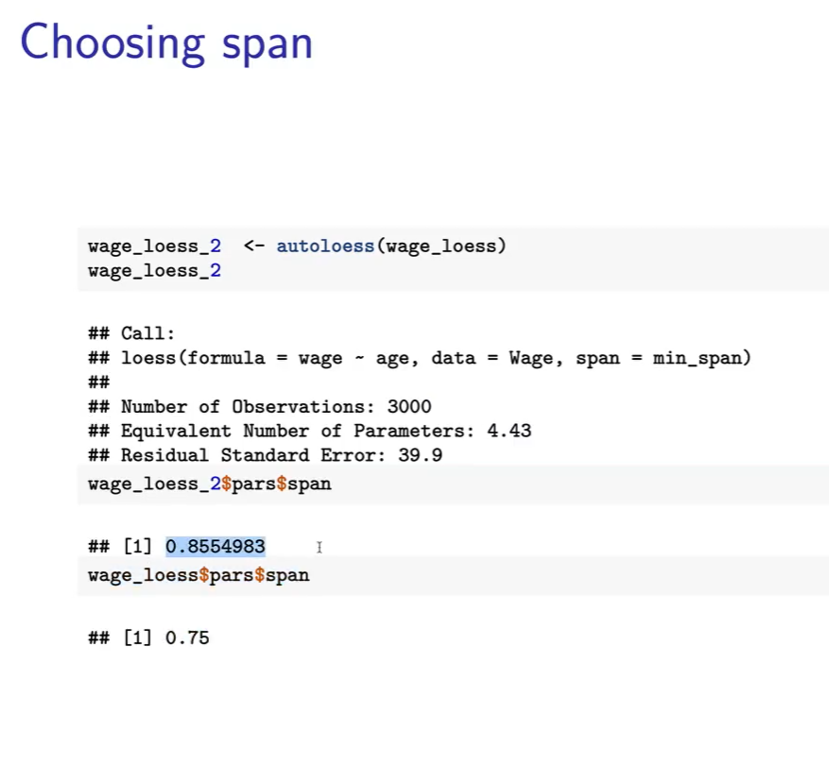 Choosing span
wage_loess_2  <- autoloess(wage_loess)
wage_loess_2
## Call:
## loess(formula = wage ~ age, data = Wage, span = min_span)
##
## Number of Observations: 3000
## Equivalent Number of Parameters: 4.43
## Residual Standard Error: 39.9
wage_loess_2$pars$span
## [1] 0.8554983
wage_loess$pars$span
## [1] 0.75